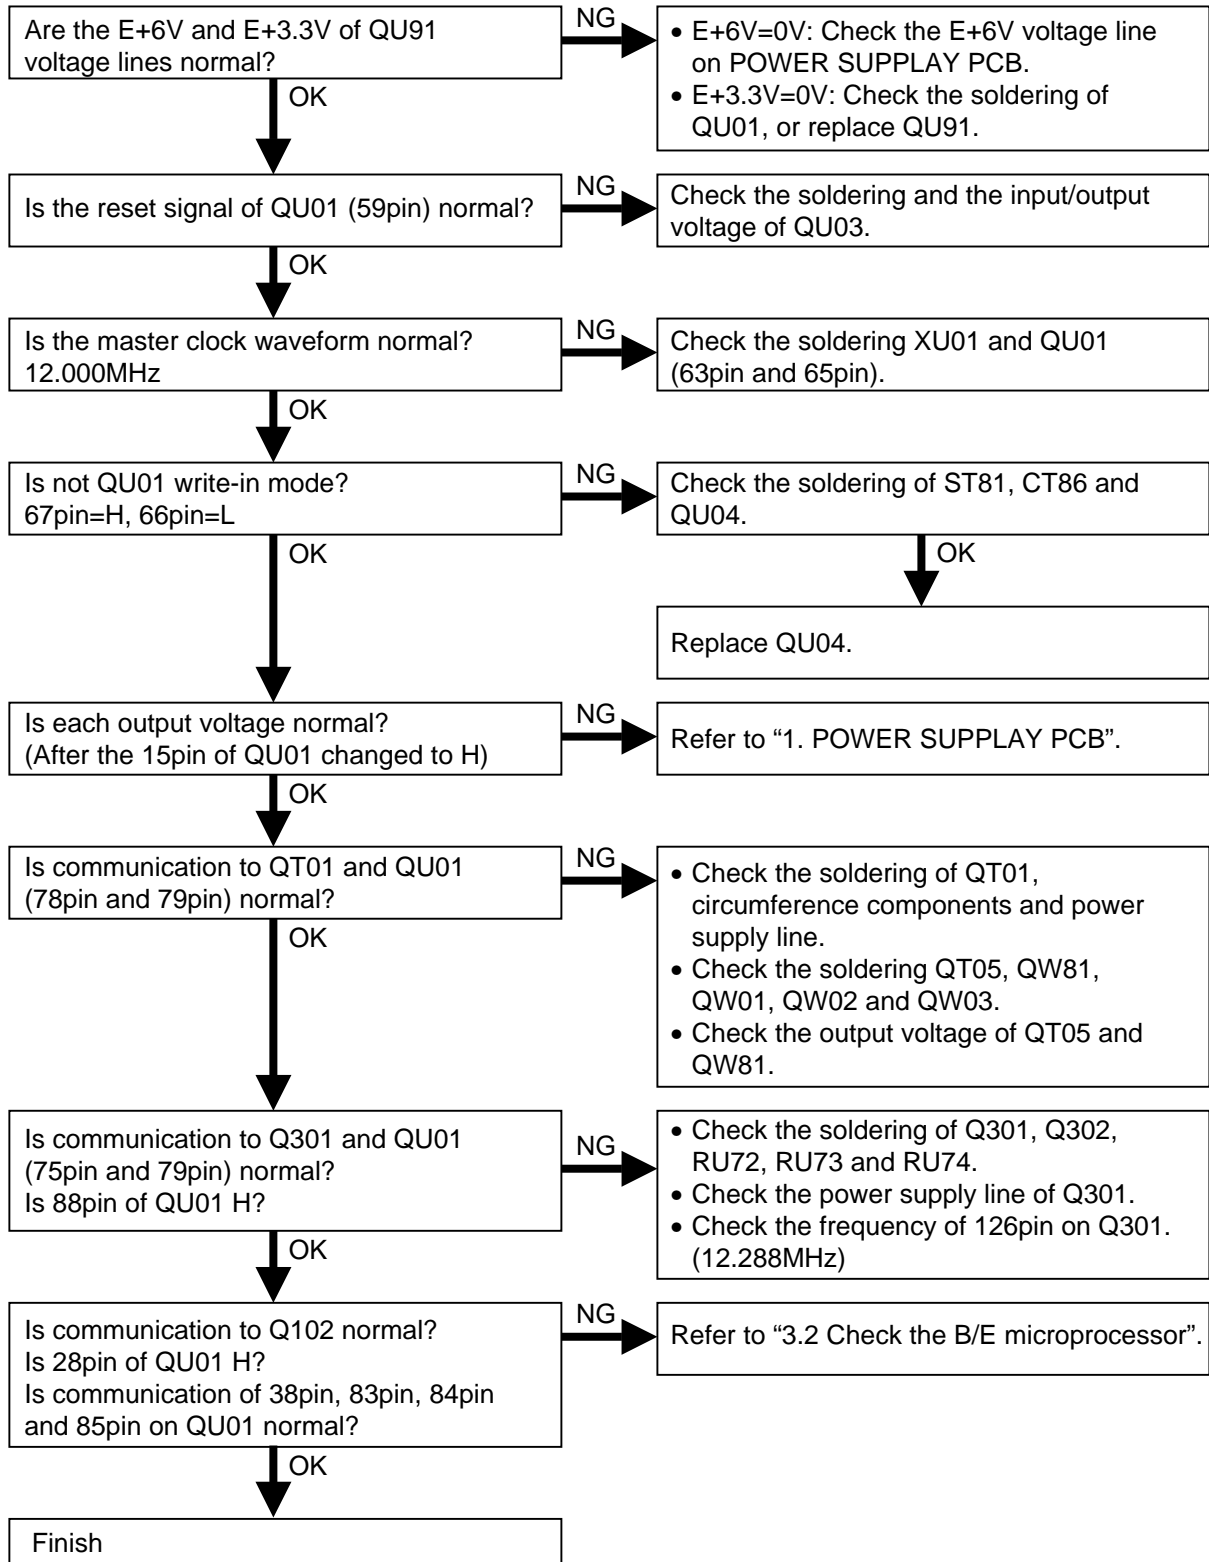 Are the E+6V and E+3.3V of QU91
voltage lines normal?
NG
• E+6V=0V: Check the E+6V voltage line
on POWER SUPPLAY PCB.
• E+3.3V=0V: Check the soldering of
QU01, or replace QU91.
OK
Is the reset signal of QU01 (59pin) normal?
NG
Check the soldering and the input/output
voltage of QU03.
OK
Is the master clock waveform normal?
12.000MHz
NG
Check the soldering XU01 and QU01
(63pin and 65pin).
OK
Is not QU01 write-in mode?
67pin=H, 66pin=L
NG
Check the soldering of ST81, CT86 and
QU04.
OK
OK
Replace QU04.
Is each output voltage normal?
(After the 15pin of QU01 changed to H)
NG
Refer to “1. POWER SUPPLAY PCB”.
OK
Is communication to QT01 and QU01
(78pin and 79pin) normal?
NG
• Check the soldering of QT01,
circumference components and power
supply line.
• Check the soldering QT05, QW81,
QW01, QW02 and QW03.
• Check the output voltage of QT05 and
QW81.
OK
Is communication to Q301 and QU01
(75pin and 79pin) normal?
Is 88pin of QU01 H?
NG
• Check the soldering of Q301, Q302,
RU72, RU73 and RU74.
• Check the power supply line of Q301.
• Check the frequency of 126pin on Q301.
(12.288MHz)
OK
Is communication to Q102 normal?
Is 28pin of QU01 H?
Is communication of 38pin, 83pin, 84pin
and 85pin on QU01 normal?
NG
Refer to “3.2 Check the B/E microprocessor”.
OK
Finish